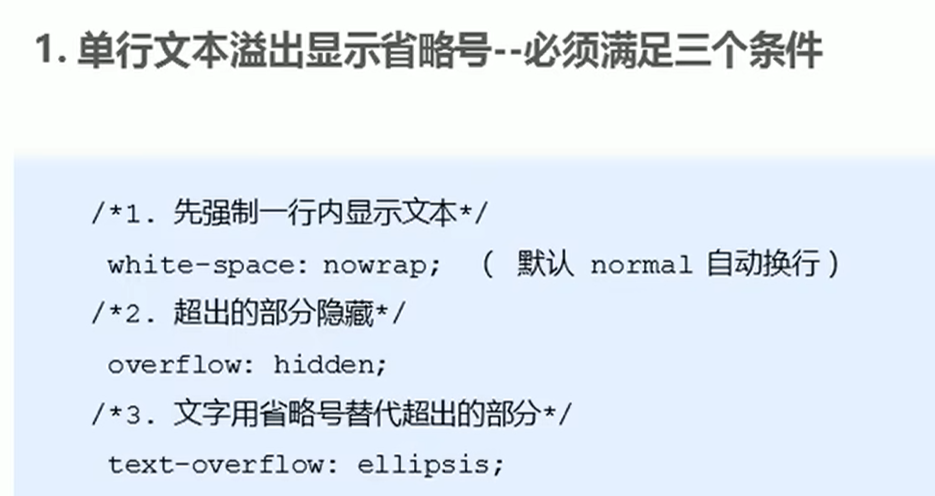 1. 单行文本溢出显示省略号--必须满足三个条件
/*1. 先强制一行内显示文本*/
white-space: nowrap; ( 默认 normal 自动换行)
/*2. 超出的部分隐藏*/
overflow: hidden;
/*3. 文字用省略号替代超出的部分*/
text-overflow: ellipsis;